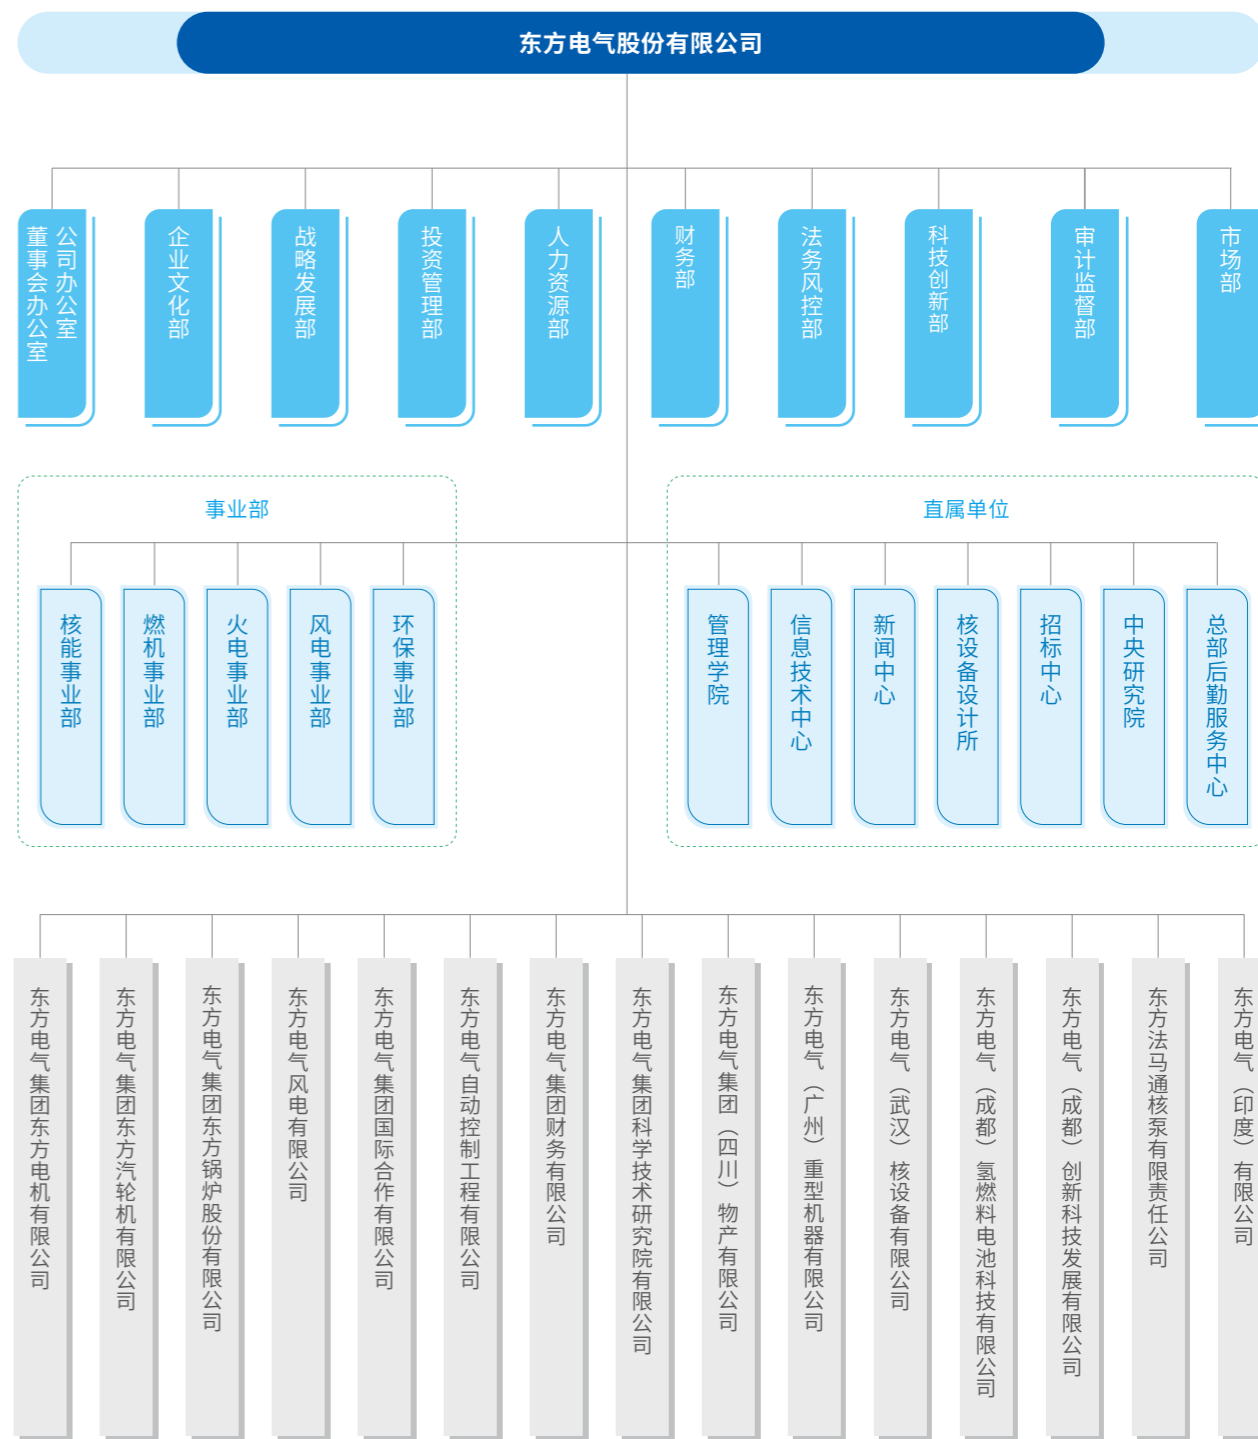 东方电气股份有限公司
公司办公室
董事会办公室
企业文化部
战略发展部
投资管理部
人力资源部
财务部
法务风控部
科技创新部
审计监督部
市场部
事业部
核能事业部
燃机事业部
火电事业部
风电事业部
环保事业部
直属单位
管理学院
信息技术中心
新闻中心
核设备设计所
招标中心
中央研究院
总部后勤服务中心
东方电气集团东方电机有限公司
东方电气集团东方汽轮机有限公司
东方电气集团东方锅炉股份有限公司
东方电气风电有限公司
东方电气集团国际合作有限公司
东方电气自动控制工程有限公司
东方电气集团财务有限公司
东方电气集团科学技术研究院有限公司
东方电气集团（四川）物产有限公司
东方电气（广州）重型机器有限公司
东方电气（武汉）核设备有限公司
东方电气（成都）氢燃料电池科技有限公司
东方电气（成都）创新科技发展有限公司
东方法马通核泵有限责任公司
东方电气（印度）有限公司